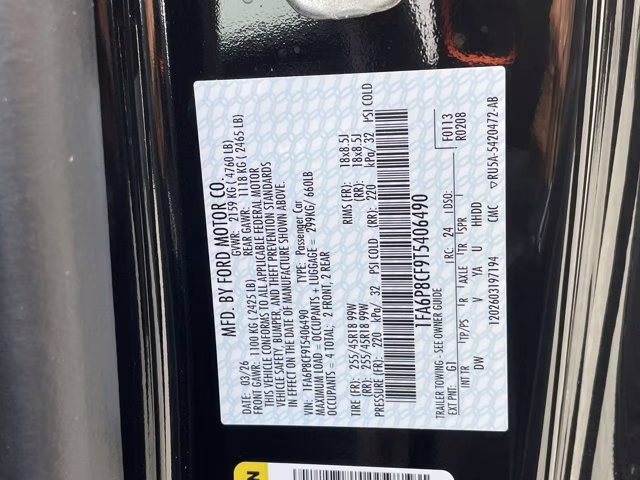 MFD. BY FORD MOTOR CO.
DATE: 03/26 GVWR: 2159 KG ( 4760 LB)
FRONT GAWR: 1100 KG ( 2425 LB) REAR GAWR: 1118 KG ( 2465 LB)
THIS VEHICLE CONFORMS TO ALL APPLICABLE FEDERAL MOTOR
VEHICLE SAFETY, BUMPER, AND THEFT PREVENTION STANDARDS
IN EFFECT ON THE DATE OF MANUFACTURE SHOWN ABOVE.
VIN: 1FA6P8CF9T5406490 TYPE: Passenger Car
MAXIMUM LOAD = OCCUPANTS + LUGGAGE = 299KG/ 660LB
OCCUPANTS = 4 TOTAL; 2 FRONT, 2 REAR
TIRE (FR): 255/45R18 99W RIMS (FR): 18x8.5J
(RR): 255/45R18 99W (RR): 18x8.5J
PRESSURE (FR): 220 kPa/ 32 PSI COLD (RR): 220 kPa/ 32 PSI COLD
1FA6P8CF9T5406490
TRAILER TOWING - SEE OWNER GUIDE F0113
EXT PNT: G1 RC: 24 DSO: R0208
INT TR TP/PS R AXLE TR SPR
DW V YA U HHDD
1202603197194 CMC ▽RU5A-5420472-AB
N